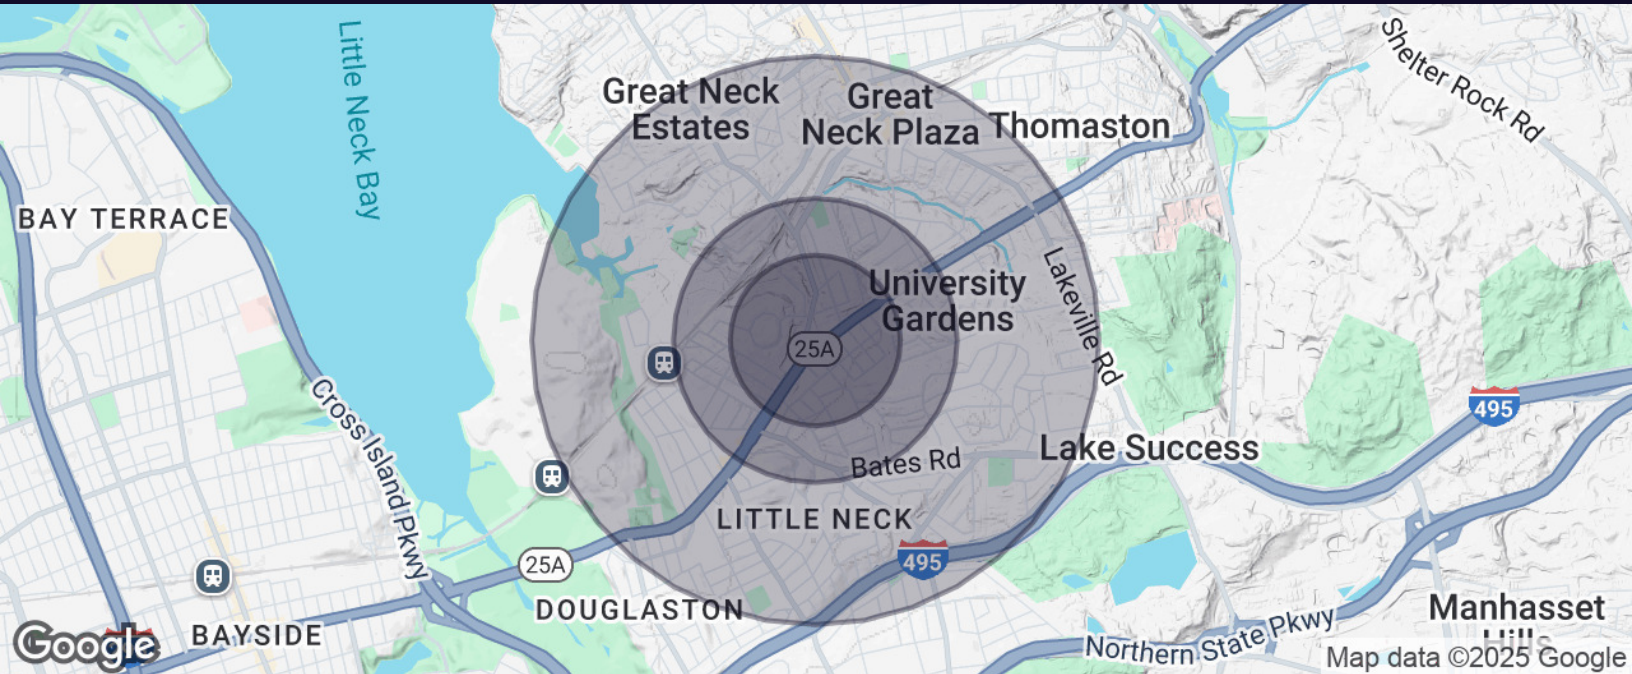 Little Neck Bay
Shelter Rock Rd
Great Neck
Estates
Great
Neck Plaza
Thomaston
BAY TERRACE
University
Gardens
Lakeville Rd
25A
Cross Island Pkwy
495
Bates Rd
Lake Success
LITTLE NECK
495
25A
DOUGLASTON
BAYSIDE
Northern State Pkwy
Manhasset
Hills
Google
Map data ©2025 Google